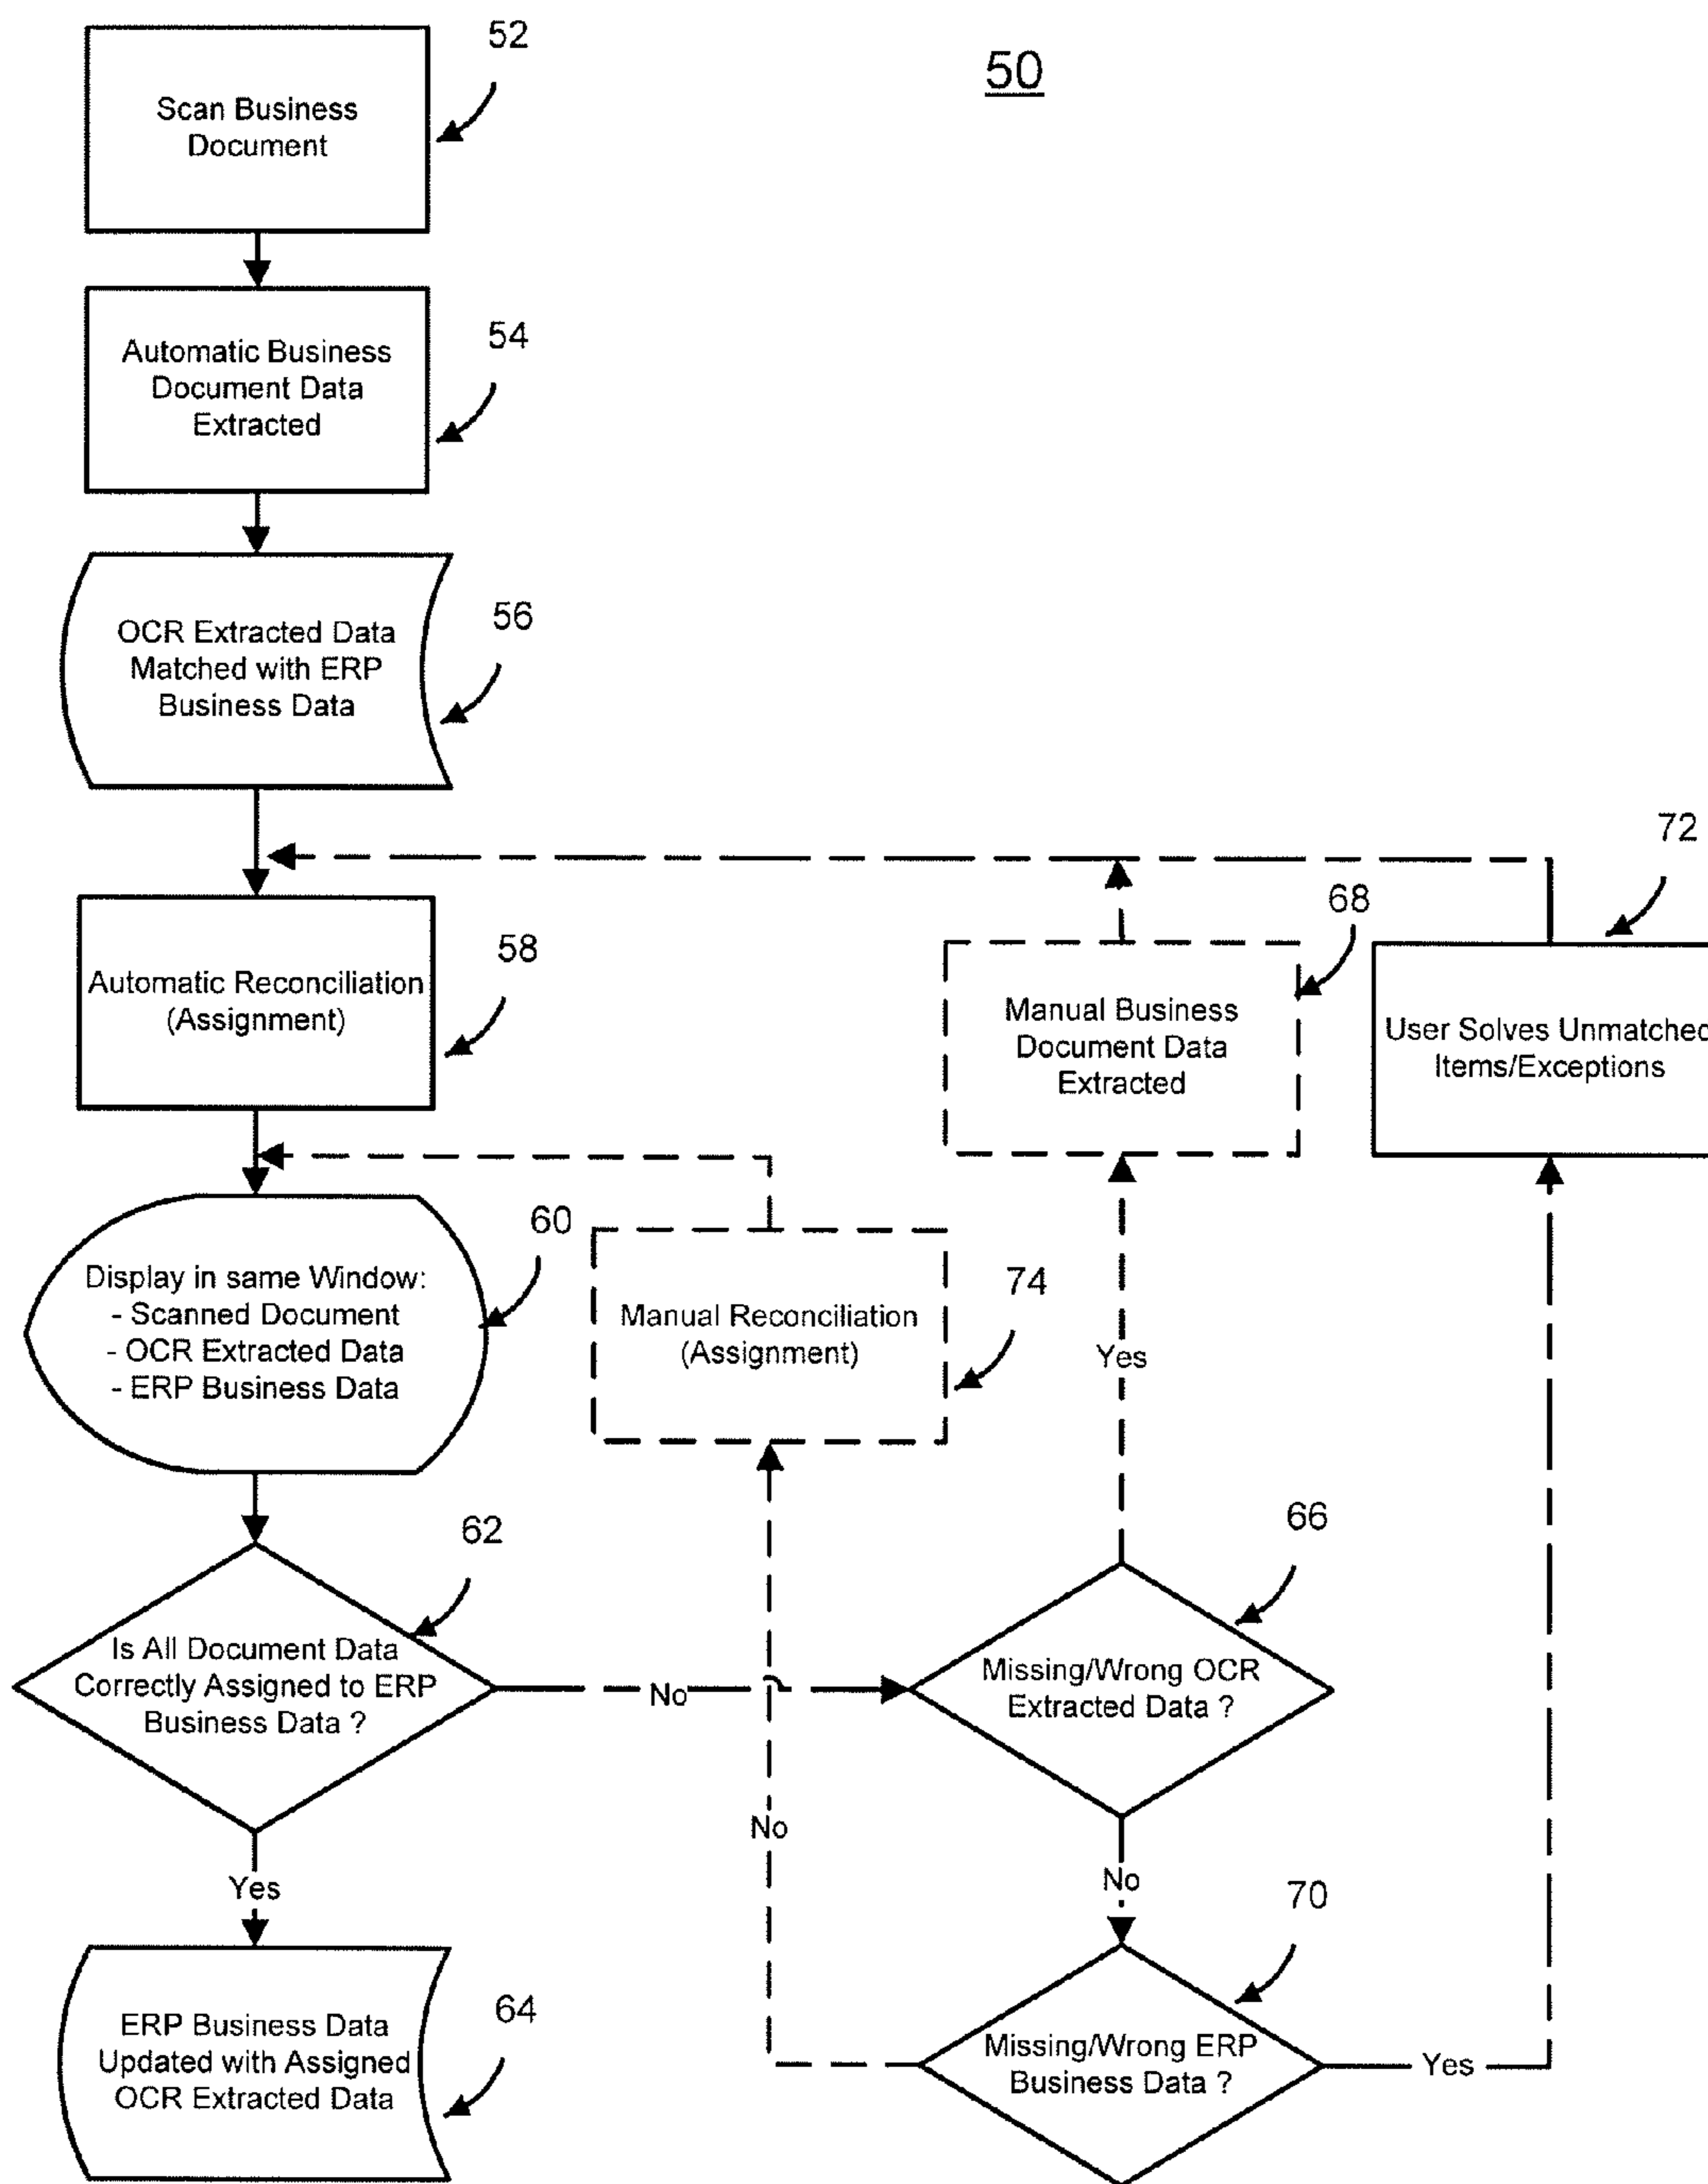 50
52
Scan Business
Document
54
Automatic Business
Document Data
Extracted
56
OCR Extracted Data
Matched with ERP
Business Data
58
Automatic Reconciliation
(Assignment)
68
Manual Business
Document Data
Extracted
72
User Solves Unmatched
Items/Exceptions
60
Display in same Window:
- Scanned Document
- OCR Extracted Data
- ERP Business Data
74
Manual Reconciliation
(Assignment)
Yes
62
Is All Document Data
Correctly Assigned to ERP
Business Data ?
No
66
Missing/Wrong OCR
Extracted Data ?
No
No
Yes
70
Missing/Wrong ERP
Business Data ?
Yes
64
ERP Business Data
Updated with Assigned
OCR Extracted Data